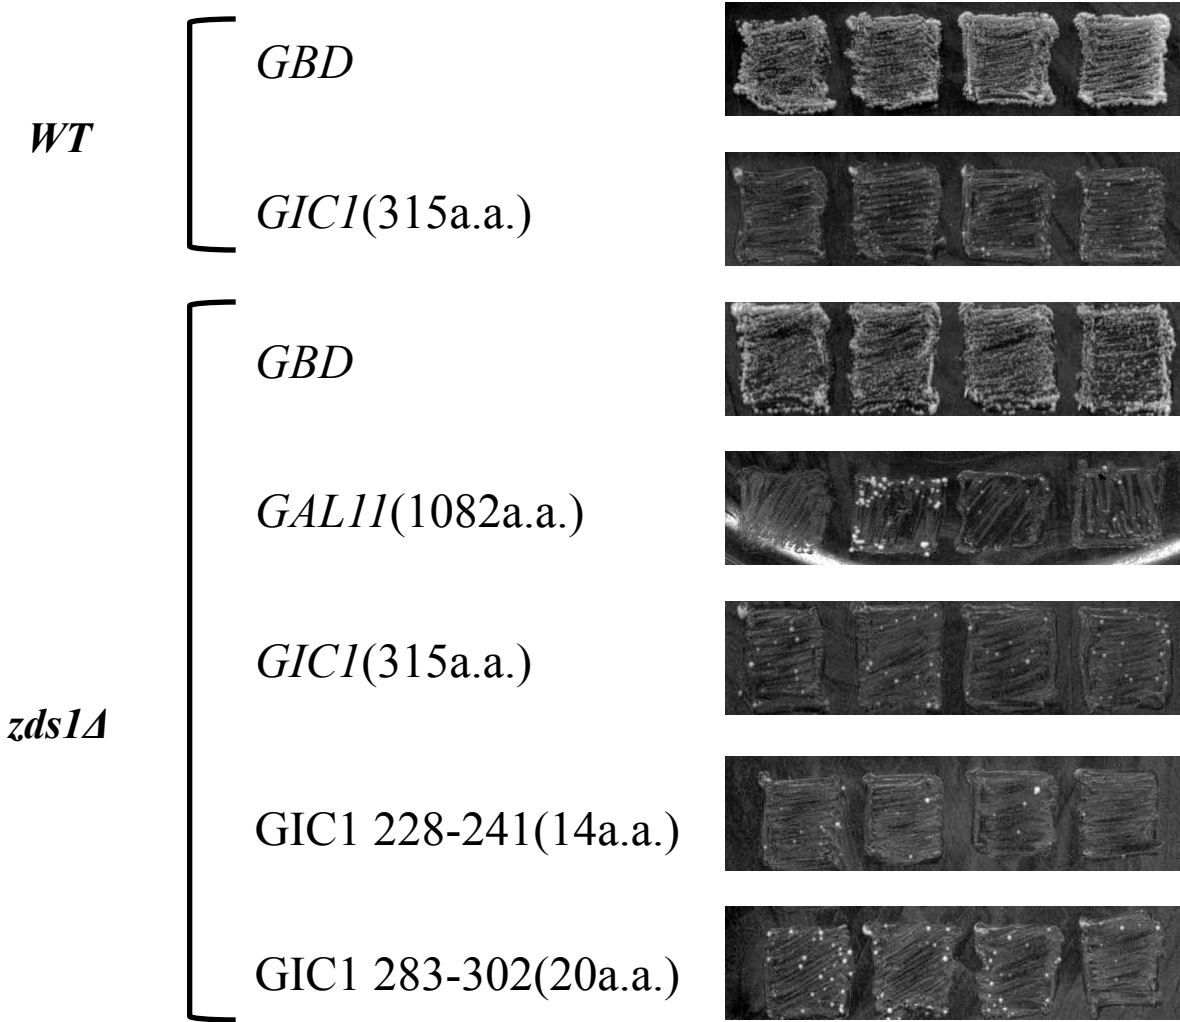 WT
GBD
GIC1(315a.a.)
zds1Δ
GBD
GAL11(1082a.a.)
GIC1(315a.a.)
GIC1 228-241(14a.a.)
GIC1 283-302(20a.a.)